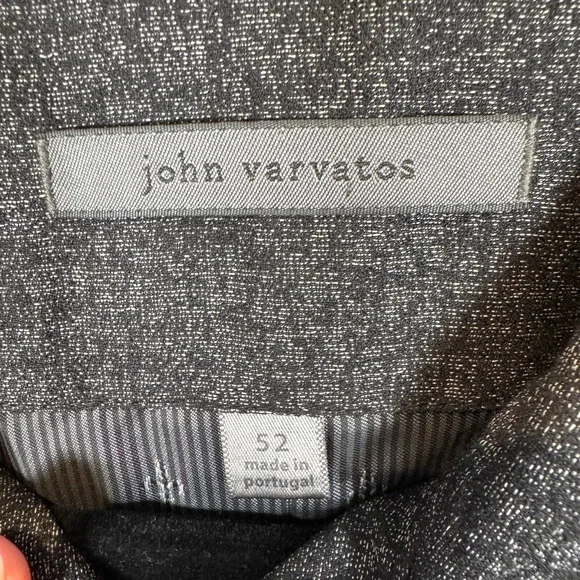 john varvatos
52
made in
portugal